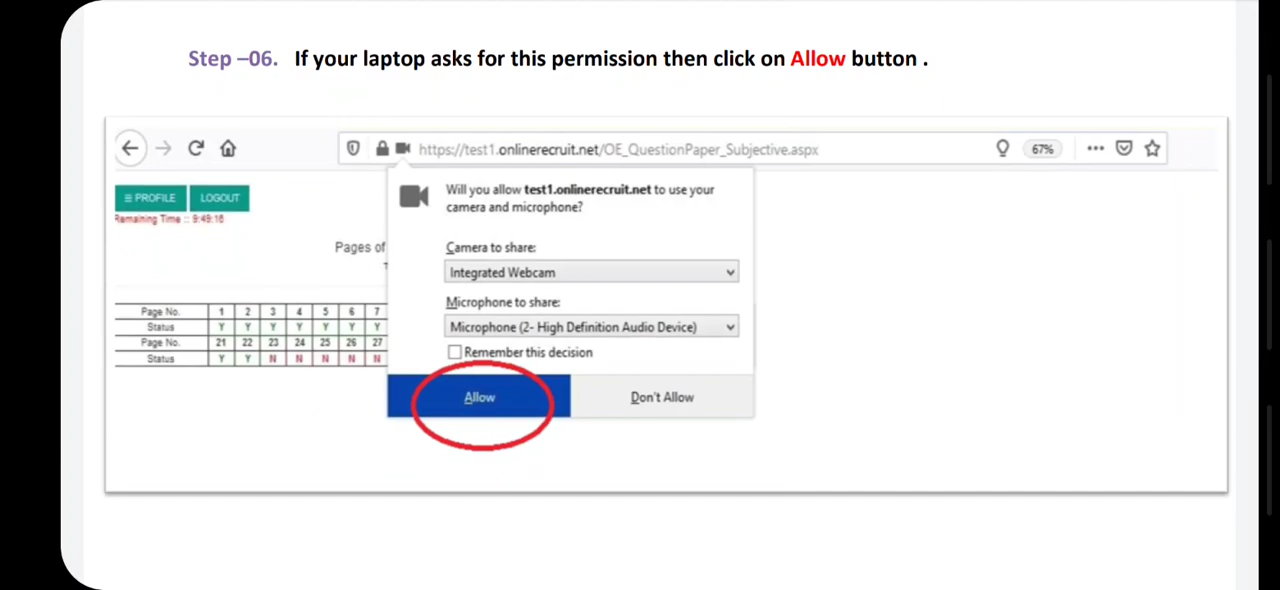 Step –06. If your laptop asks for this permission then click on Allow button .
https://test1.onlinerecruit.net/OE_QuestionPaper_Subjective.aspx
67%
PROFILE
LOGOUT
Remaining Time :: 9:49:16
Will you allow test1.onlinerecruit.net to use your
camera and microphone?
Pages of
Camera to share:
Integrated Webcam
Microphone to share:
Microphone (2- High Definition Audio Device)
Remember this decision
Page No. 1 2 3 4 5 6 7
Status Y Y Y Y Y Y Y
Page No. 21 22 23 24 25 26 27
Status Y Y N N N N N
Allow
Don't Allow